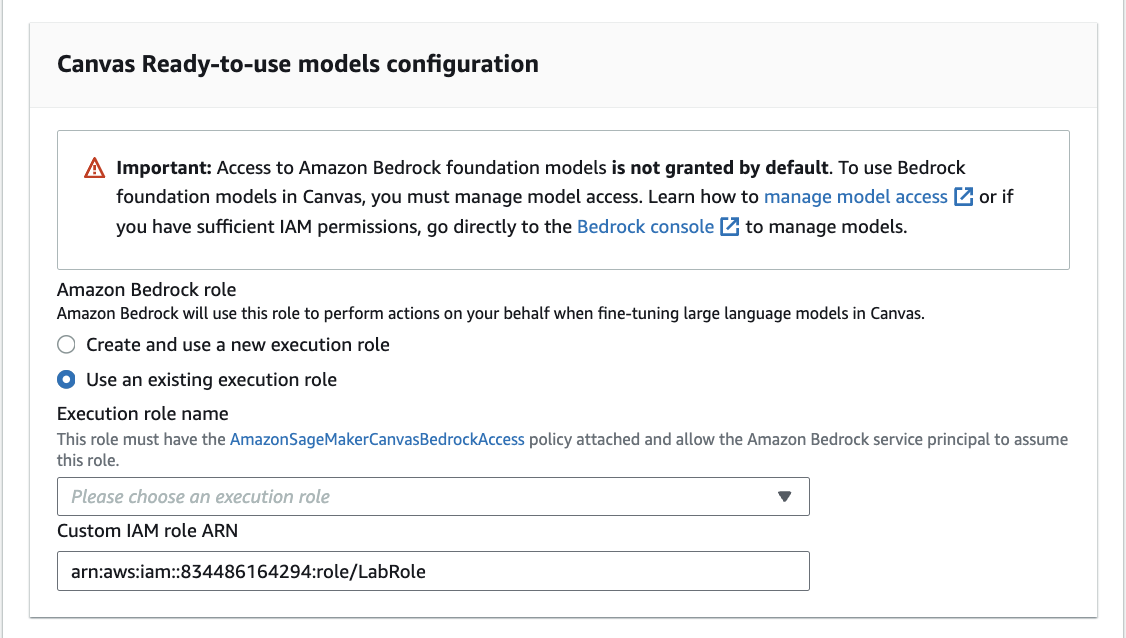 Canvas Ready-to-use models configuration
Important: Access to Amazon Bedrock foundation models is not granted by default. To use Bedrock
foundation models in Canvas, you must manage model access. Learn how to manage model access or if
you have sufficient IAM permissions, go directly to the Bedrock console to manage models.
Amazon Bedrock role
Amazon Bedrock will use this role to perform actions on your behalf when fine-tuning large language models in Canvas.
Create and use a new execution role
Use an existing execution role
Execution role name
This role must have the AmazonSageMakerCanvasBedrockAccess policy attached and allow the Amazon Bedrock service principal to assume
this role.
Please choose an execution role
Custom IAM role ARN
arn:aws:iam::834486164294:role/LabRole